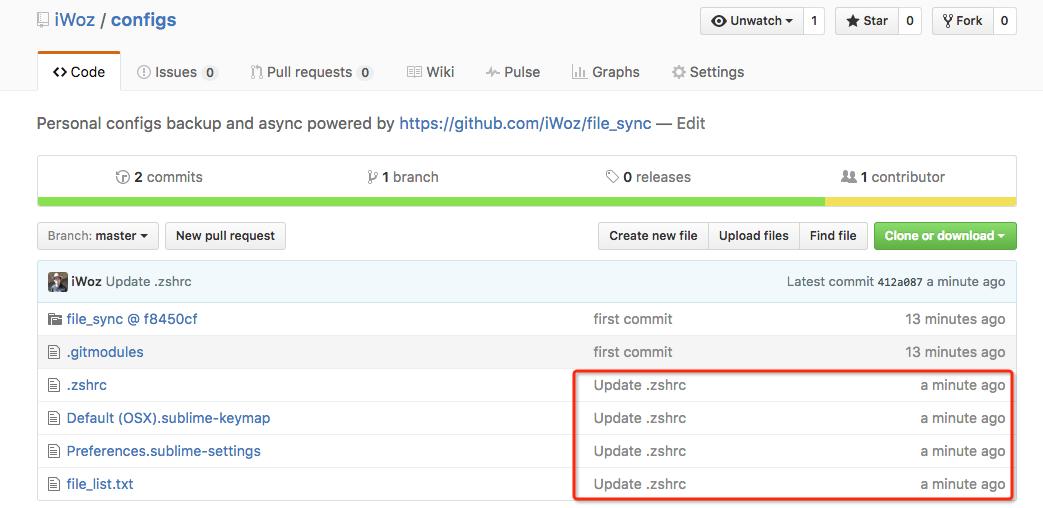 iWoz / configs
Unwatch 1 Star 0 Fork 0
Code Issues 0 Pull requests 0 Wiki Pulse Graphs Settings
Personal configs backup and async powered by https://github.com/iWoz/file_sync — Edit
2 commits 1 branch 0 releases 1 contributor
Branch: master New pull request Create new file Upload files Find file Clone or download
iWoz Update .zshrc Latest commit 412a087 a minute ago
file_sync @ f8450cf first commit 13 minutes ago
.gitmodules first commit 13 minutes ago
.zshrc Update .zshrc a minute ago
Default (OSX).sublime-keymap Update .zshrc a minute ago
Preferences.sublime-settings Update .zshrc a minute ago
file_list.txt Update .zshrc a minute ago